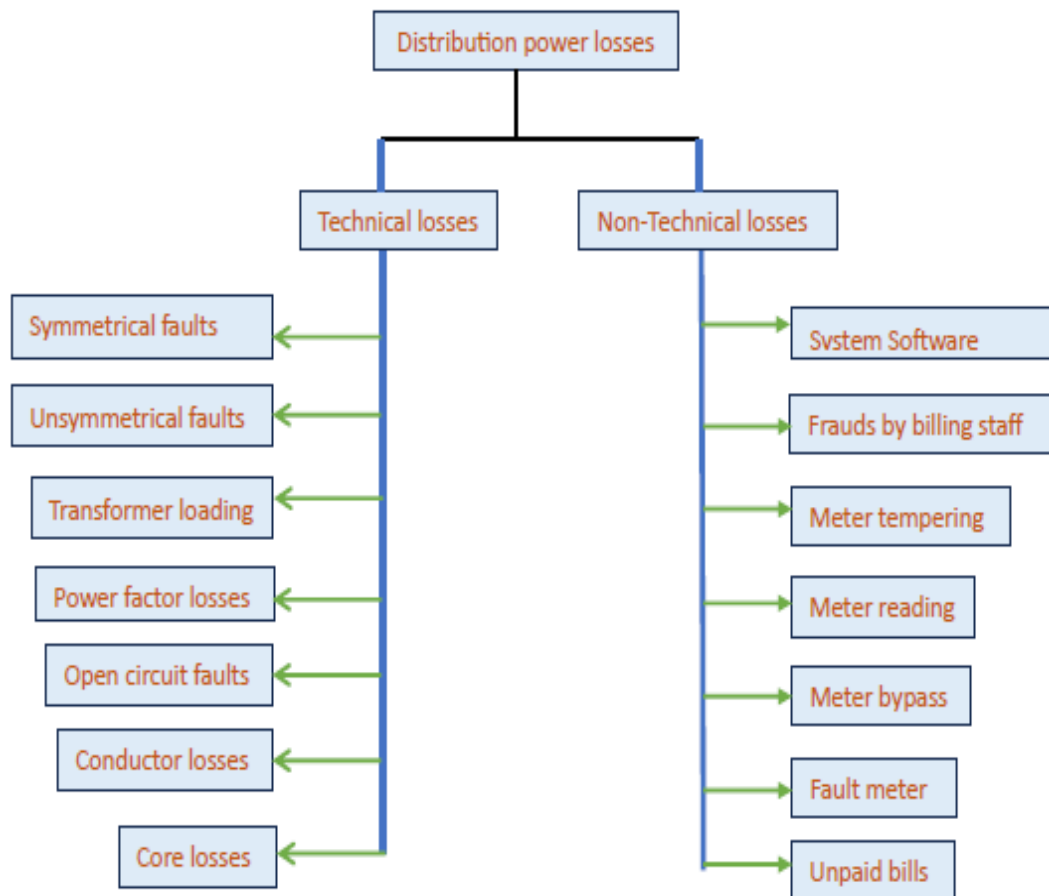 Distribution power losses
Technical losses
Non-Technical losses
Symmetrical faults
Unsymmetrical faults
Transformer loading
Power factor losses
Open circuit faults
Conductor losses
Core losses
System Software
Frauds by billing staff
Meter tempering
Meter reading
Meter bypass
Fault meter
Unpaid bills